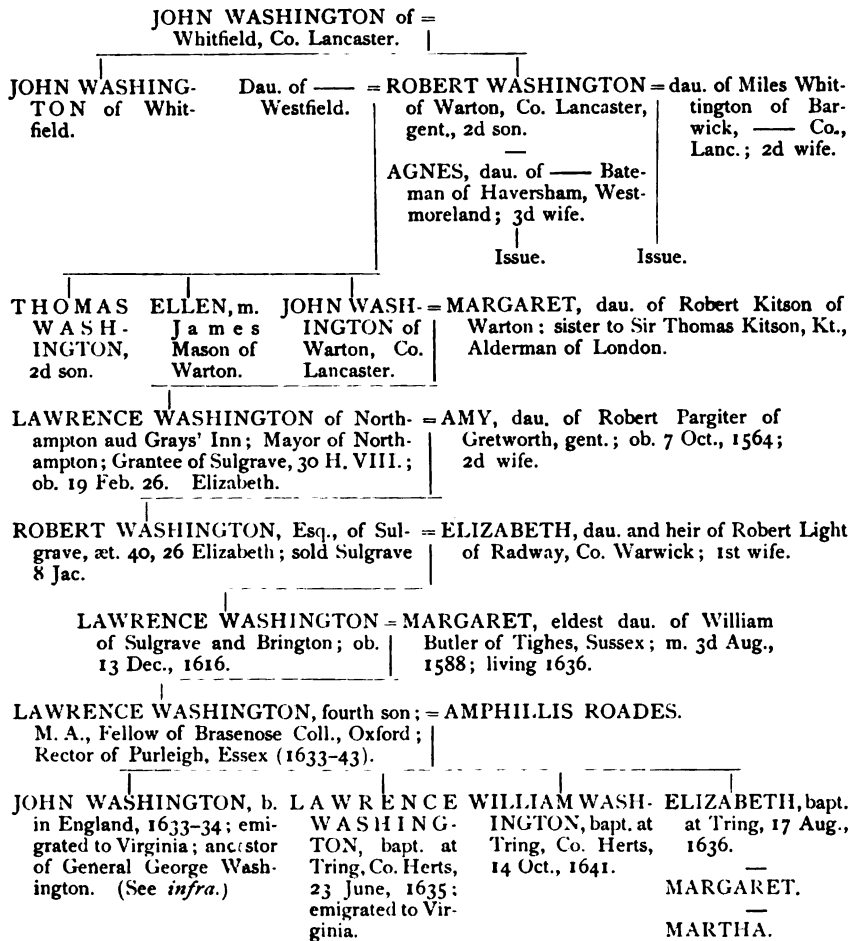 JOHN WASHINGTON of =
Whitfield, Co. Lancaster.
JOHN WASHING-
TON of Whit-
field.
Dau. of —— =
Westfield.
ROBERT WASHINGTON =
of Warton, Co. Lancaster,
gent., 2d son.
—
AGNES, dau. of —— Bate-
man of Haversham, West-
moreland; 3d wife.
dau. of Miles Whit-
tington of Bar-
wick, —— Co.,
Lanc.; 2d wife.
Issue.
Issue.
THOMAS
WASH-
INGTON,
2d son.
ELLEN, m.
James
Mason of
Warton.
JOHN WASH-
INGTON of
Warton, Co.
Lancaster.
= MARGARET, dau. of Robert Kitson of
Warton: sister to Sir Thomas Kitson, Kt.,
Alderman of London.
LAWRENCE WASHINGTON of North-
ampton aud Grays' Inn; Mayor of North-
ampton; Grantee of Sulgrave, 30 H. VIII.;
ob. 19 Feb. 26. Elizabeth.
= AMY, dau. of Robert Pargiter of
Gretworth, gent.; ob. 7 Oct., 1564;
2d wife.
ROBERT WASHINGTON, Esq., of Sul-
grave, æt. 40, 26 Elizabeth; sold Sulgrave
8 Jac.
= ELIZABETH, dau. and heir of Robert Light
of Radway, Co. Warwick; 1st wife.
LAWRENCE WASHINGTON
of Sulgrave and Brington; ob.
13 Dec., 1616.
= MARGARET, eldest dau. of William
Butler of Tighes, Sussex; m. 3d Aug.,
1588; living 1636.
LAWRENCE WASHINGTON, fourth son;
M. A., Fellow of Brasenose Coll., Oxford;
Rector of Purleigh, Essex (1633-43).
= AMPHILLIS ROADES.
JOHN WASHINGTON, b.
in England, 1633-34; emi-
grated to Virginia; ancestor
of General George Wash-
ington. (See infra.)
LAWRENCE
WASHING-
TON, bapt. at
Tring, Co. Herts,
23 June, 1635;
emigrated to Vir-
ginia.
WILLIAM WASH-
INGTON, bapt. at
Tring, Co. Herts,
14 Oct., 1641.
ELIZABETH, bapt.
at Tring, 17 Aug.,
1636.
—
MARGARET.
—
MARTHA.